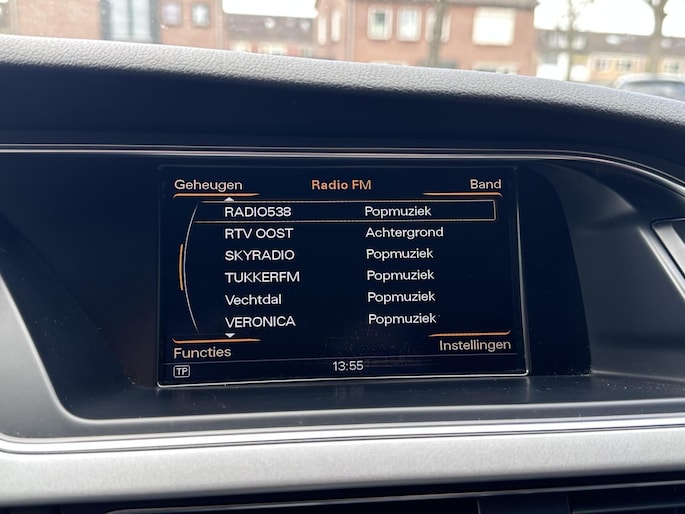 Geheugen Radio FM Band
RADIO538 Popmuziek
RTV OOST Achtergrond
SKYRADIO Popmuziek
TUKKERFM Popmuziek
Vechtdal Popmuziek
VERONICA Popmuziek
Functies Instellingen
TP 13:55